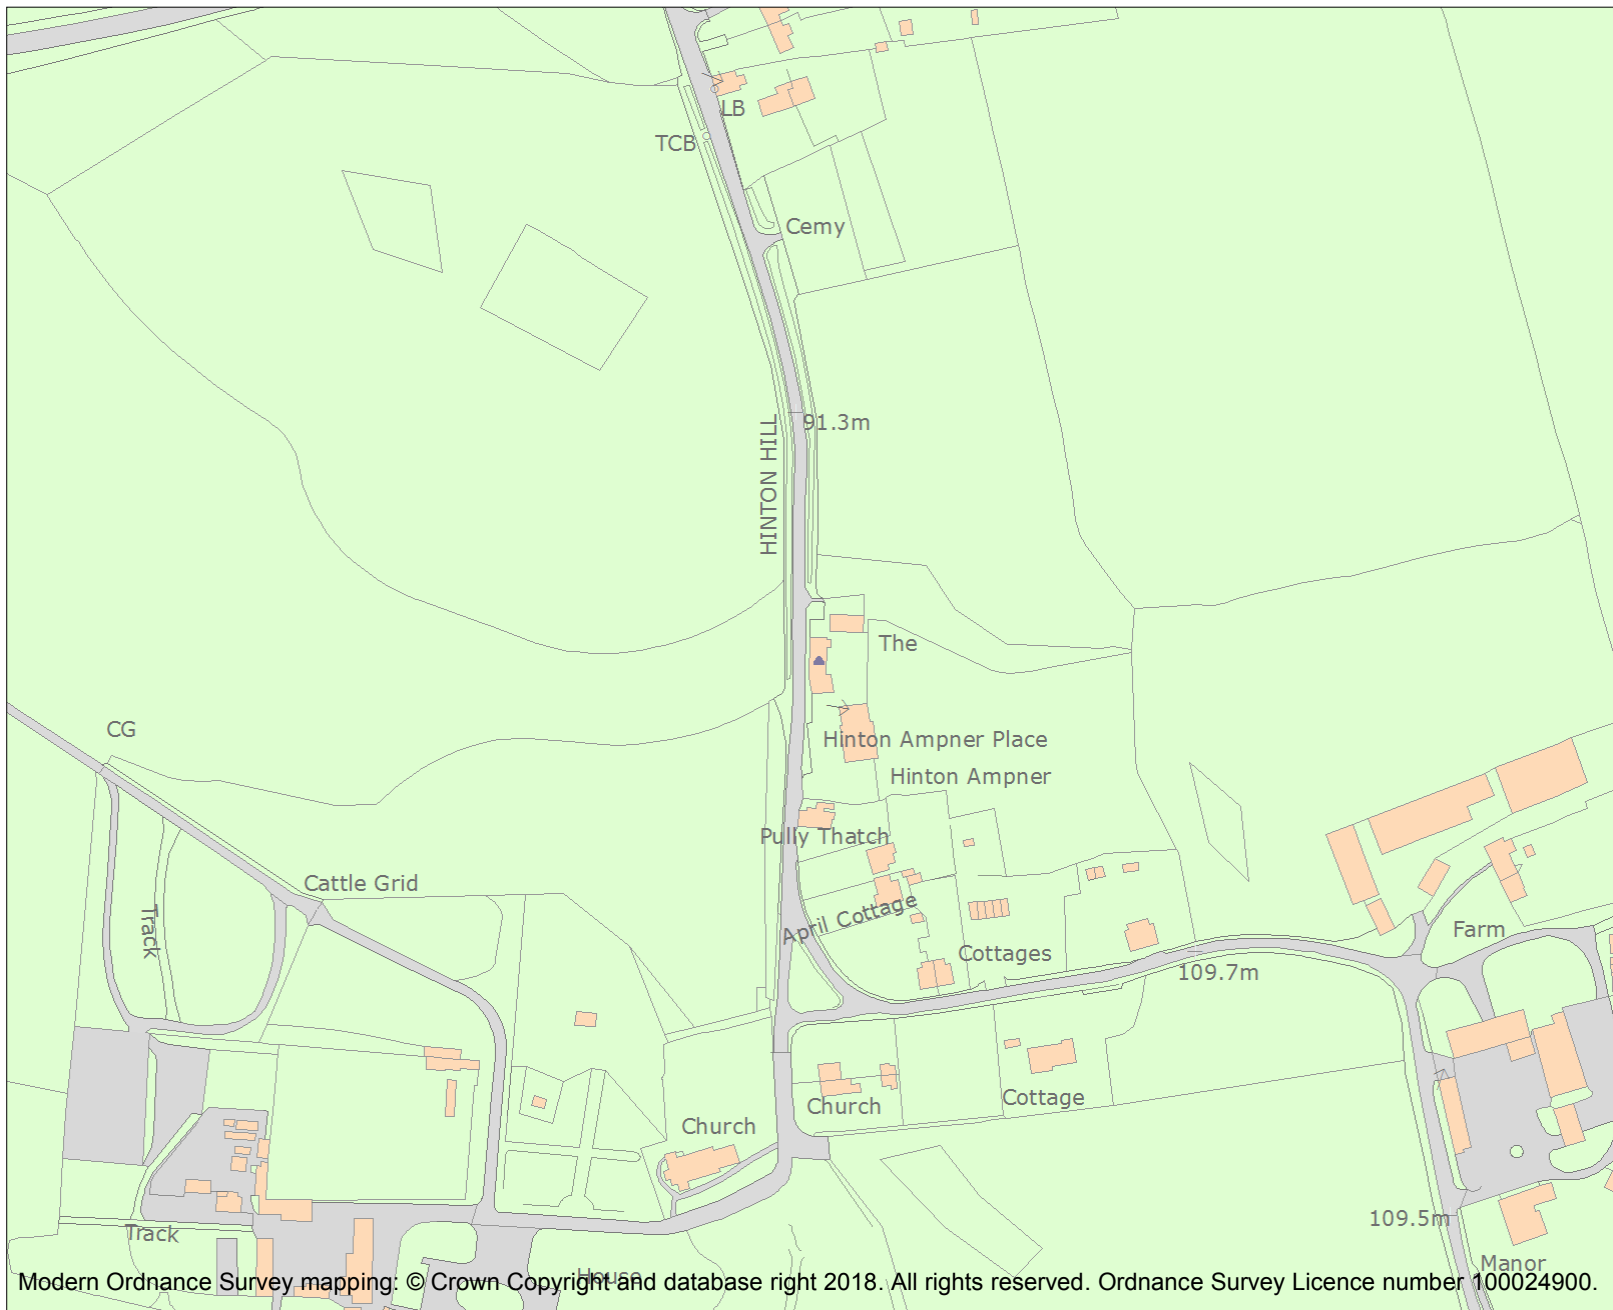 LB
TCB
Cemy
91.3m
HINTON HILL
The
CG
Hinton Ampner Place
Hinton Ampner
Pully Thatch
Cattle Grid
Track
April Cottage
Cottages
Farm
109.7m
Church
Church
Cottage
109.5m
Track
House
Manor
Modern Ordnance Survey mapping: © Crown Copyright and database right 2018. All rights reserved. Ordnance Survey Licence number 100024900.